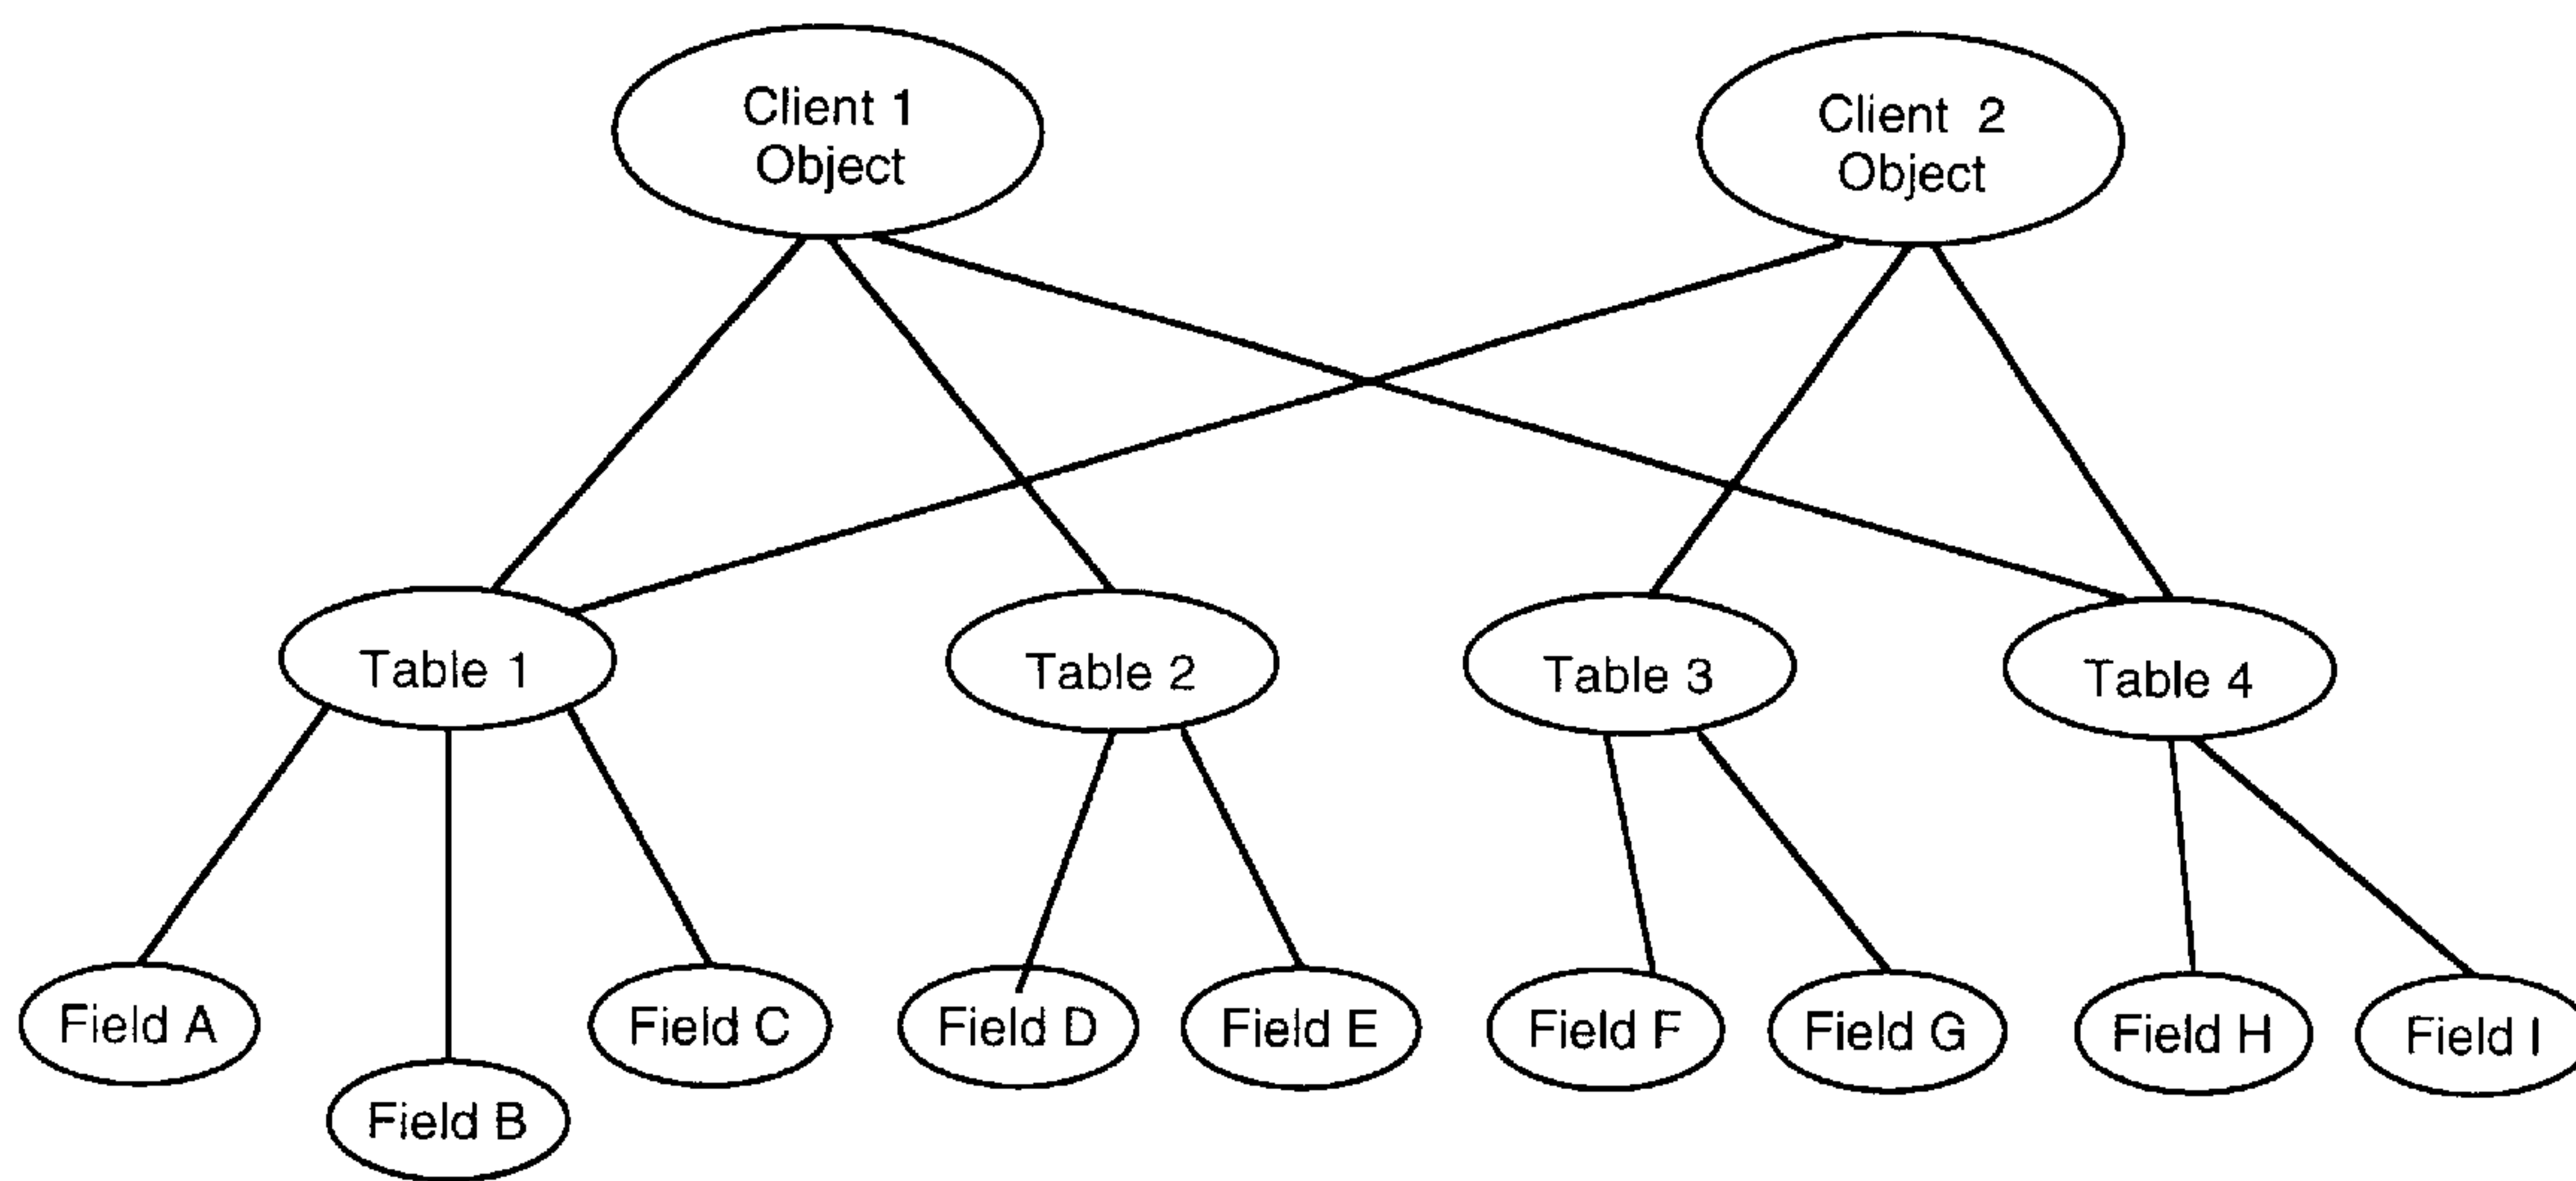 Client 1
Object
Client 2
Object
Table 1
Table 2
Table 3
Table 4
Field A
Field B
Field C
Field D
Field E
Field F
Field G
Field H
Field I